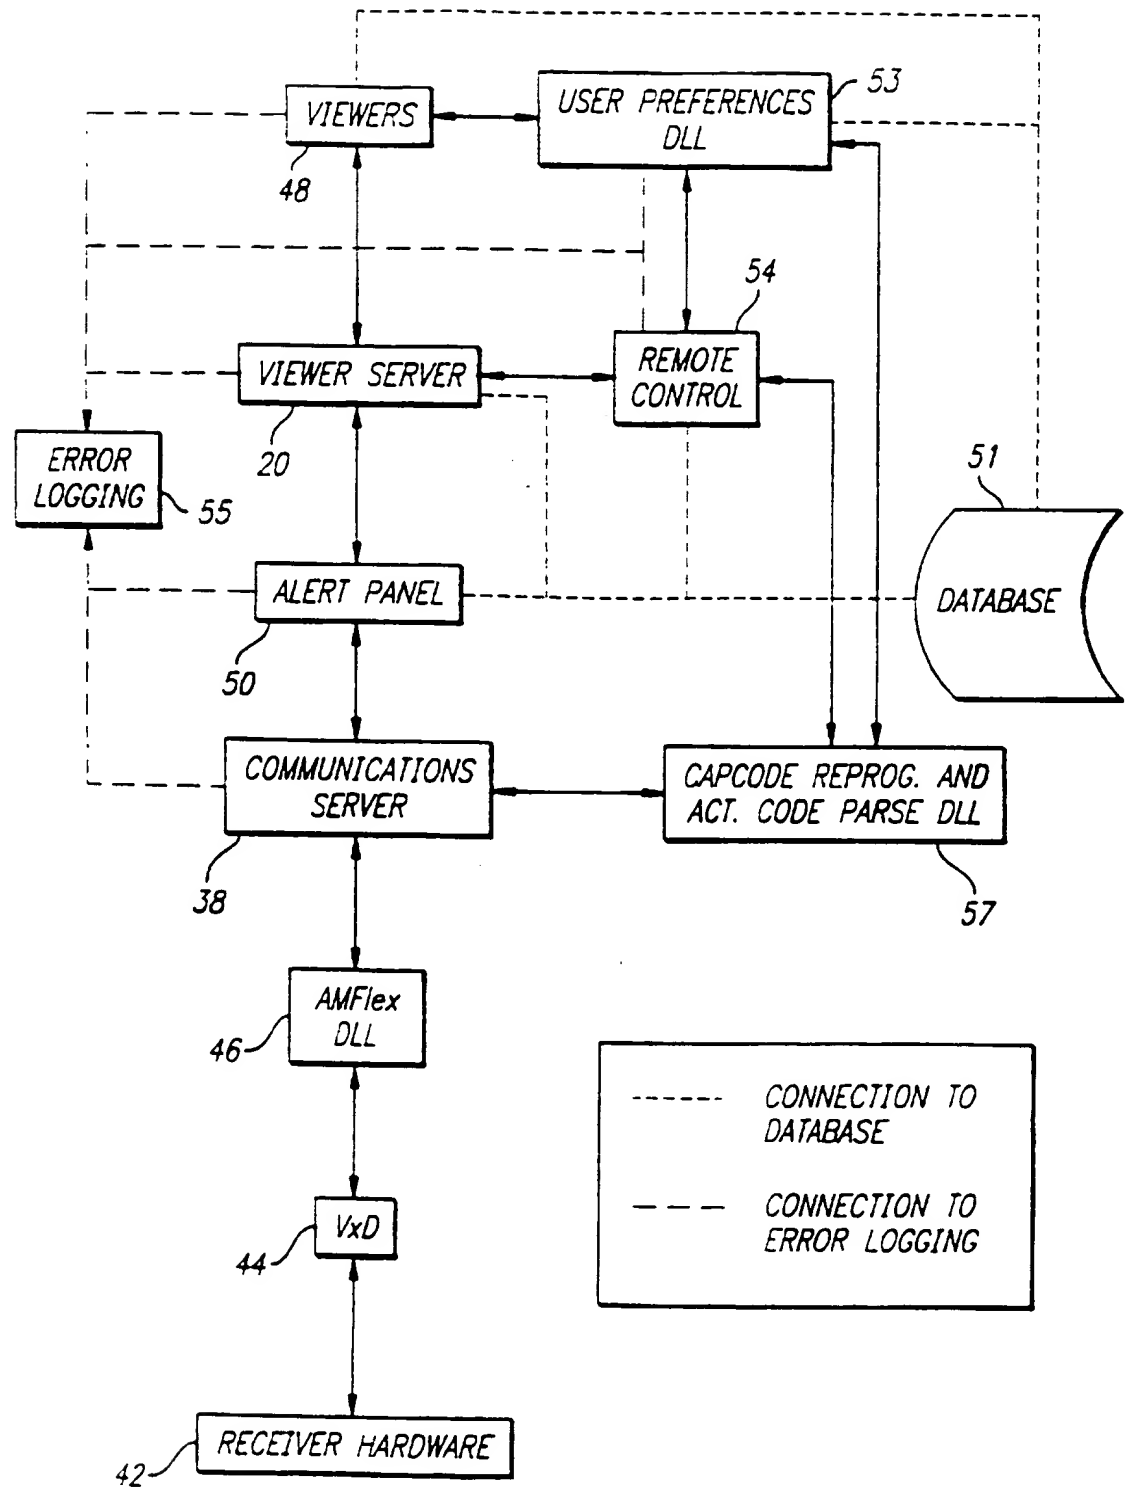 53
VIEWERS
USER PREFERENCES
DLL
48
54
VIEWER SERVER
REMOTE
CONTROL
20
ERROR
LOGGING
55
51
ALERT PANEL
DATABASE
50
COMMUNICATIONS
SERVER
CAPCODE REPROG. AND
ACT. CODE PARSE DLL
38
57
AMFlex
DLL
46
CONNECTION TO
DATABASE
VxD
44
CONNECTION TO
ERROR LOGGING
RECEIVER HARDWARE
42